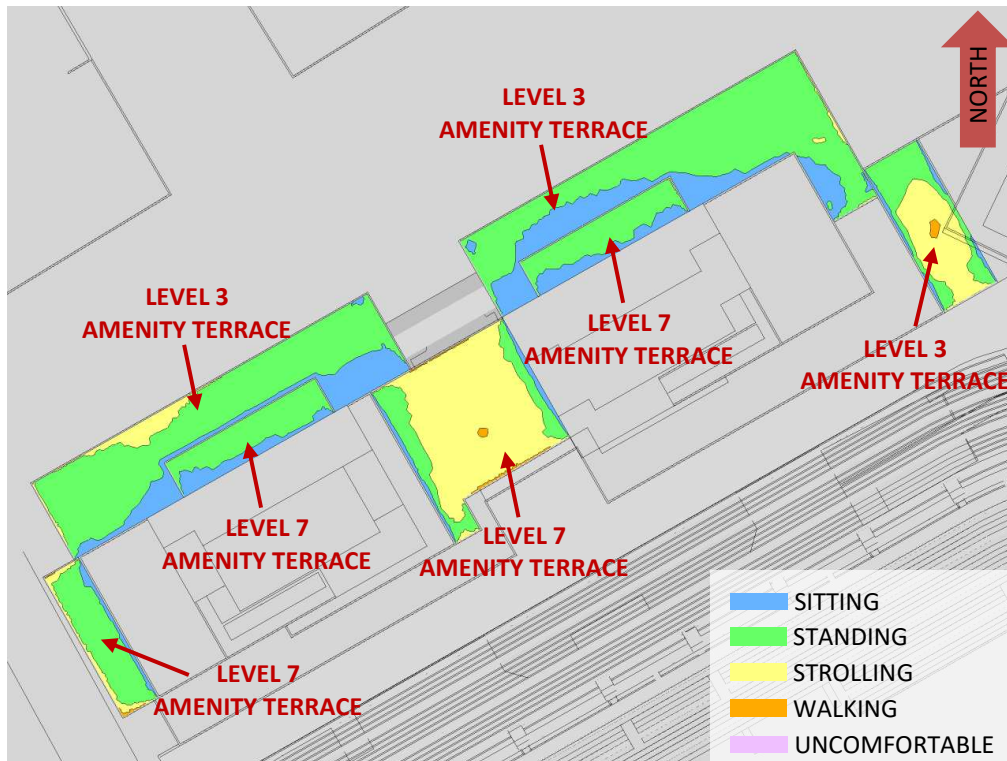 NORTH
LEVEL 3
AMENITY TERRACE
LEVEL 3
AMENITY TERRACE
LEVEL 7
AMENITY TERRACE
LEVEL 3
AMENITY TERRACE
LEVEL 7
AMENITY TERRACE
LEVEL 7
AMENITY TERRACE
LEVEL 7
AMENITY TERRACE
SITTING
STANDING
STROLLING
WALKING
UNCOMFORTABLE